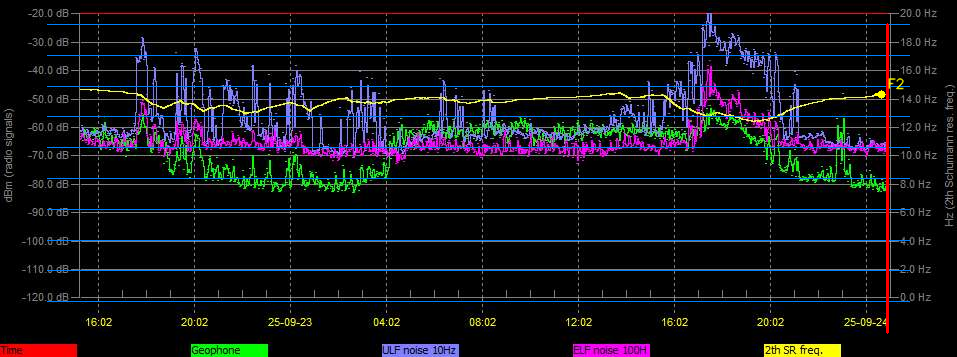 -20.0 dB 20.0 Hz
-30.0 dB 18.0 Hz
-40.0 dB 16.0 Hz
F2
-50.0 dB 14.0 Hz
-60.0 dB 12.0 Hz
-70.0 dB 10.0 Hz
-80.0 dB 8.0 Hz
-90.0 dB 6.0 Hz
-100.0 dB 4.0 Hz
-110.0 dB 2.0 Hz
-120.0 dB 0.0 Hz
dBm (radio signals)
Hz (2th Schumann res. freq.)
16:02 20:02 25-09-23 04:02 08:02 12:02 16:02 20:02 25-09-24
Time Geophone ULF noise 10Hz ELF noise 100H 2th SR freq.